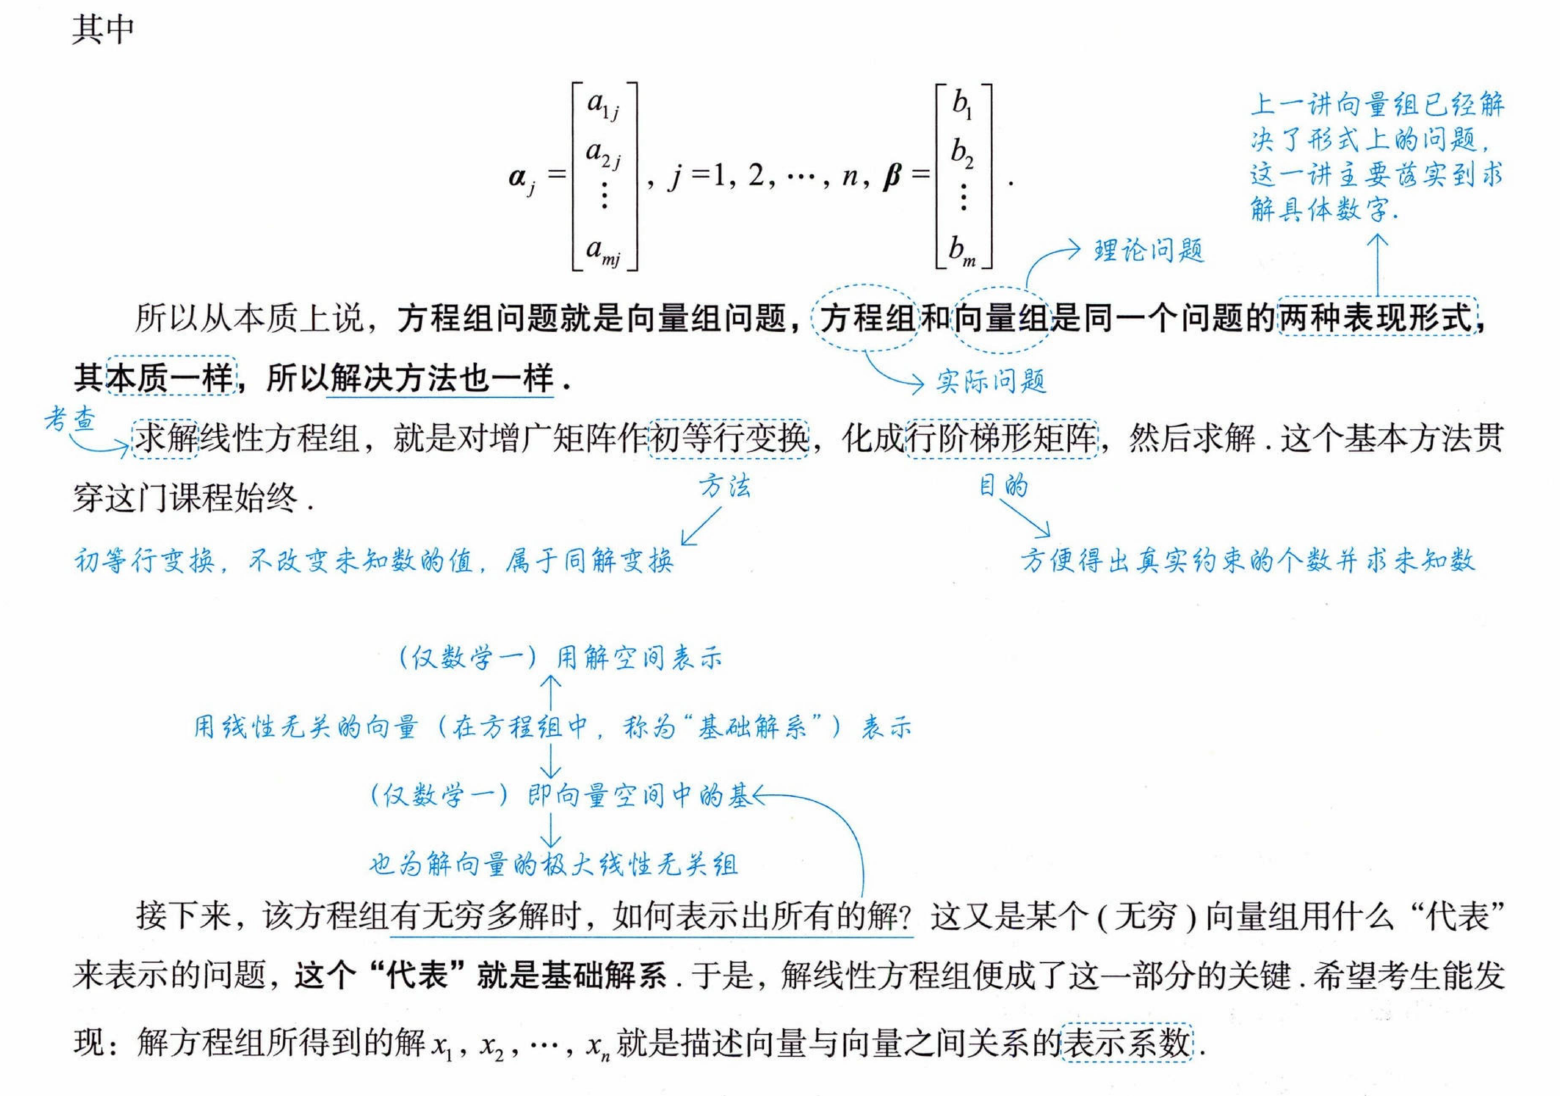 其中
α_j = [a_{1j} a_{2j} ⋮ a_{mj}], j=1, 2, ⋯, n, β = [b_1 b_2 ⋮ b_m].
上一讲向量组已经解
决了形式上的问题,
这一讲主要落实到求
解具体数字.
理论问题
所以从本质上说，方程组问题就是向量组问题，方程组和向量组是同一个问题的两种表现形式，
其本质一样，所以解决方法也一样.
实际问题
考查
求解线性方程组，就是对增广矩阵作初等行变换，化成行阶梯形矩阵，然后求解.这个基本方法贯
穿这门课程始终.
方法
目的
初等行变换，不改变未知数的值，属于同解变换
方便得出真实约束的个数并求未知数
(仅数学一) 用解空间表示
用线性无关的向量 (在方程组中，称为“基础解系”) 表示
(仅数学一) 即向量空间中的基
也为解向量的极大线性无关组
接下来，该方程组有无穷多解时，如何表示出所有的解？这又是某个(无穷)向量组用什么“代表”
来表示的问题，这个“代表”就是基础解系.于是，解线性方程组便成了这一部分的关键.希望考生能发
现：解方程组所得到的解x_1, x_2, ⋯, x_n就是描述向量与向量之间关系的表示系数.